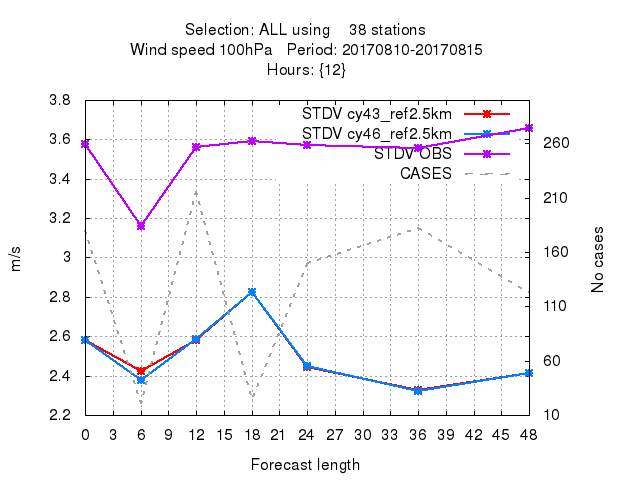 Selection: ALL using    38 stations
Wind speed 100hPa   Period: 20170810-20170815
Hours: {12}
3.8
3.6
3.4
3.2
3
2.8
2.6
2.4
2.2
m/s
STDV cy43_ref2.5km
STDV cy46_ref2.5km
STDV OBS
CASES
260
210
160
110
60
10
No cases
0 3 6 9 12 15 18 21 24 27 30 33 36 39 42 45 48
Forecast length